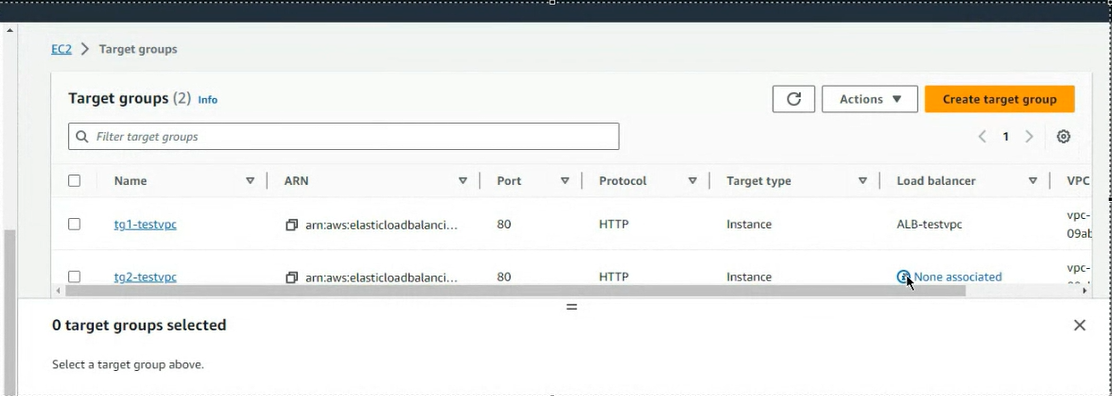 EC2 > Target groups
Target groups (2) Info
Actions
Create target group
Filter target groups
1
Name ARN Port Protocol Target type Load balancer VPC
tg1-testvpc arn:aws:elasticloadbalanci... 80 HTTP Instance ALB-testvpc vpc-
09ab
tg2-testvpc arn:aws:elasticloadbalanci... 80 HTTP Instance None associated vpc-
0 target groups selected
Select a target group above.